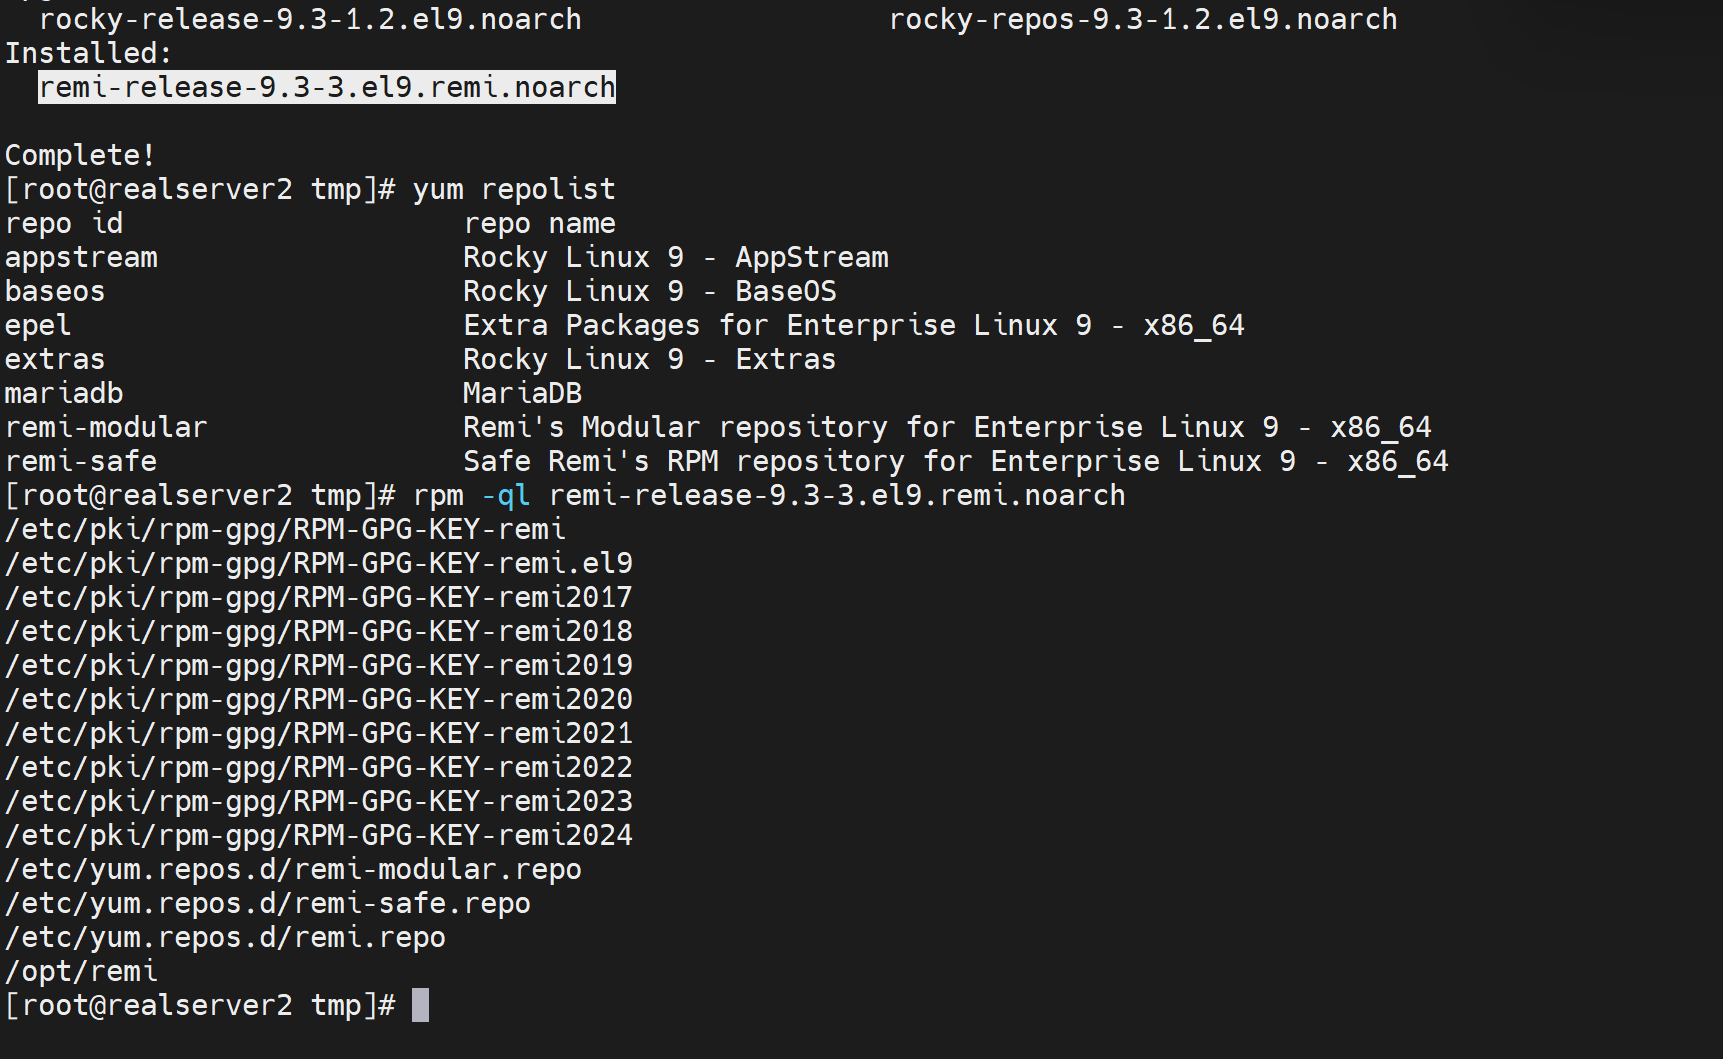 rocky-release-9.3-1.2.el9.noarch rocky-repos-9.3-1.2.el9.noarch
Installed:
remi-release-9.3-3.el9.remi.noarch
Complete!
[root@realserver2 tmp]# yum repolist
repo id repo name
appstream Rocky Linux 9 - AppStream
baseos Rocky Linux 9 - BaseOS
epel Extra Packages for Enterprise Linux 9 - x86_64
extras Rocky Linux 9 - Extras
mariadb MariaDB
remi-modular Remi's Modular repository for Enterprise Linux 9 - x86_64
remi-safe Safe Remi's RPM repository for Enterprise Linux 9 - x86_64
[root@realserver2 tmp]# rpm -ql remi-release-9.3-3.el9.remi.noarch
/etc/pki/rpm-gpg/RPM-GPG-KEY-remi
/etc/pki/rpm-gpg/RPM-GPG-KEY-remi.el9
/etc/pki/rpm-gpg/RPM-GPG-KEY-remi2017
/etc/pki/rpm-gpg/RPM-GPG-KEY-remi2018
/etc/pki/rpm-gpg/RPM-GPG-KEY-remi2019
/etc/pki/rpm-gpg/RPM-GPG-KEY-remi2020
/etc/pki/rpm-gpg/RPM-GPG-KEY-remi2021
/etc/pki/rpm-gpg/RPM-GPG-KEY-remi2022
/etc/pki/rpm-gpg/RPM-GPG-KEY-remi2023
/etc/pki/rpm-gpg/RPM-GPG-KEY-remi2024
/etc/yum.repos.d/remi-modular.repo
/etc/yum.repos.d/remi-safe.repo
/etc/yum.repos.d/remi.repo
/opt/remi
[root@realserver2 tmp]#